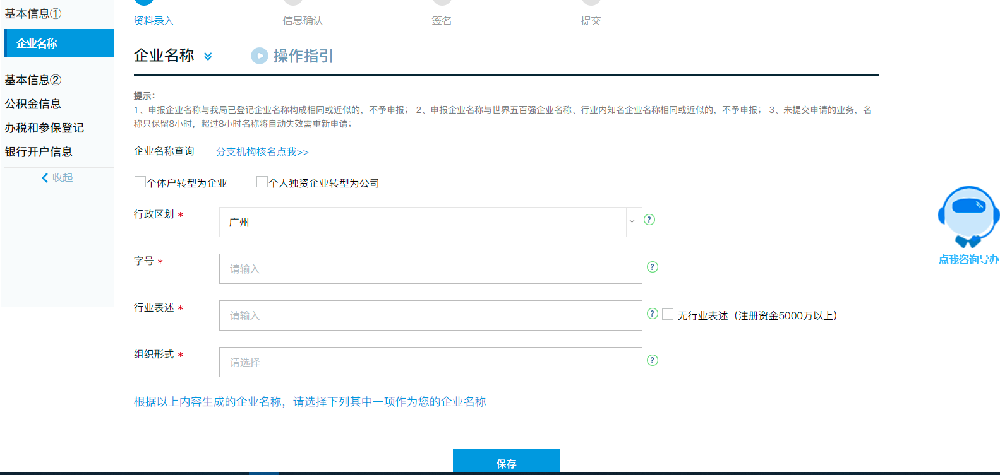 基本信息①
企业名称
基本信息②
公积金信息
办税和参保登记
银行开户信息
收起
资料录入
信息确认
签名
提交
企业名称
操作指引
提示：
1、申报企业名称与我局已登记企业名称构成相同或近似的，不予申报； 2、申报企业名称与世界五百强企业名称、行业内知名企业名称相同或近似的，不予申报； 3、未提交申请的业务，名
称只保留8小时，超过8小时名称将自动失效需重新申请；
企业名称查询 分支机构核名点我>>
个体户转型为企业 个人独资企业转型为公司
行政区划 * 广州 ?
字号 * 请输入 ?
行业表述 * 请输入 ? 无行业表述（注册资金5000万以上）
组织形式 * 请选择 ?
根据以上内容生成的企业名称，请选择下列其中一项作为您的企业名称
保存
点我咨询导办